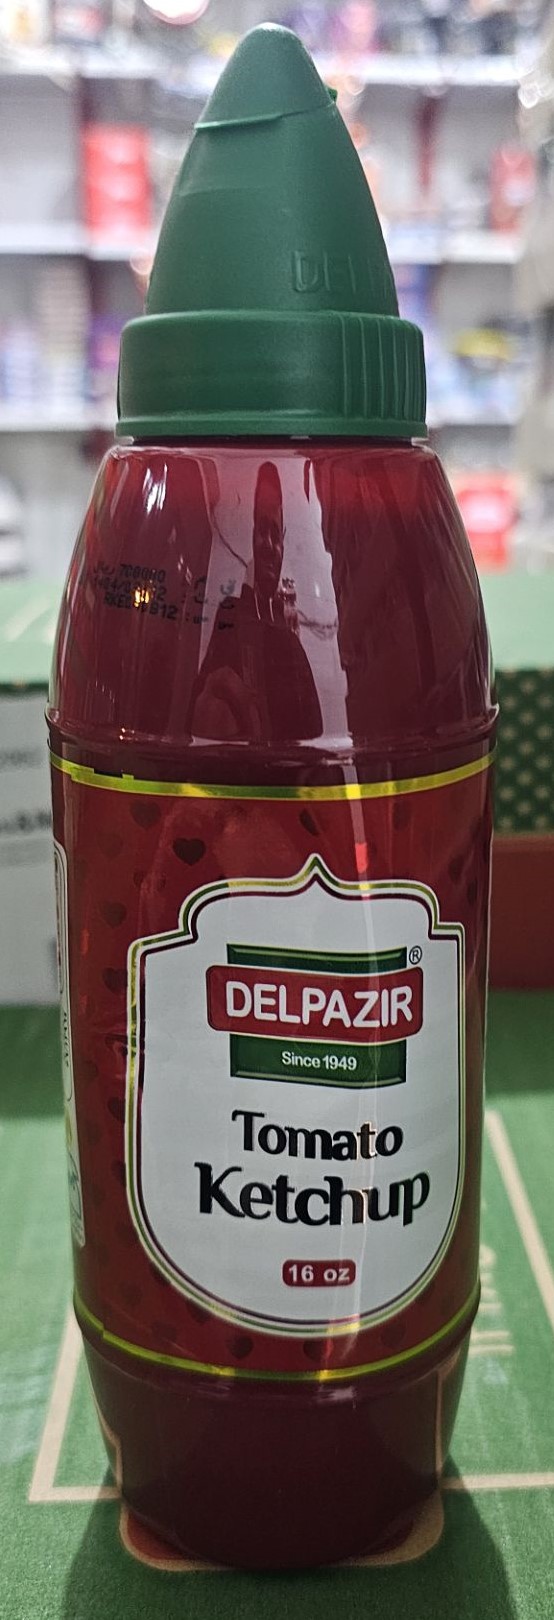 DELPAZIR
®
Since 1949
Tomato
Ketchup
16 oz